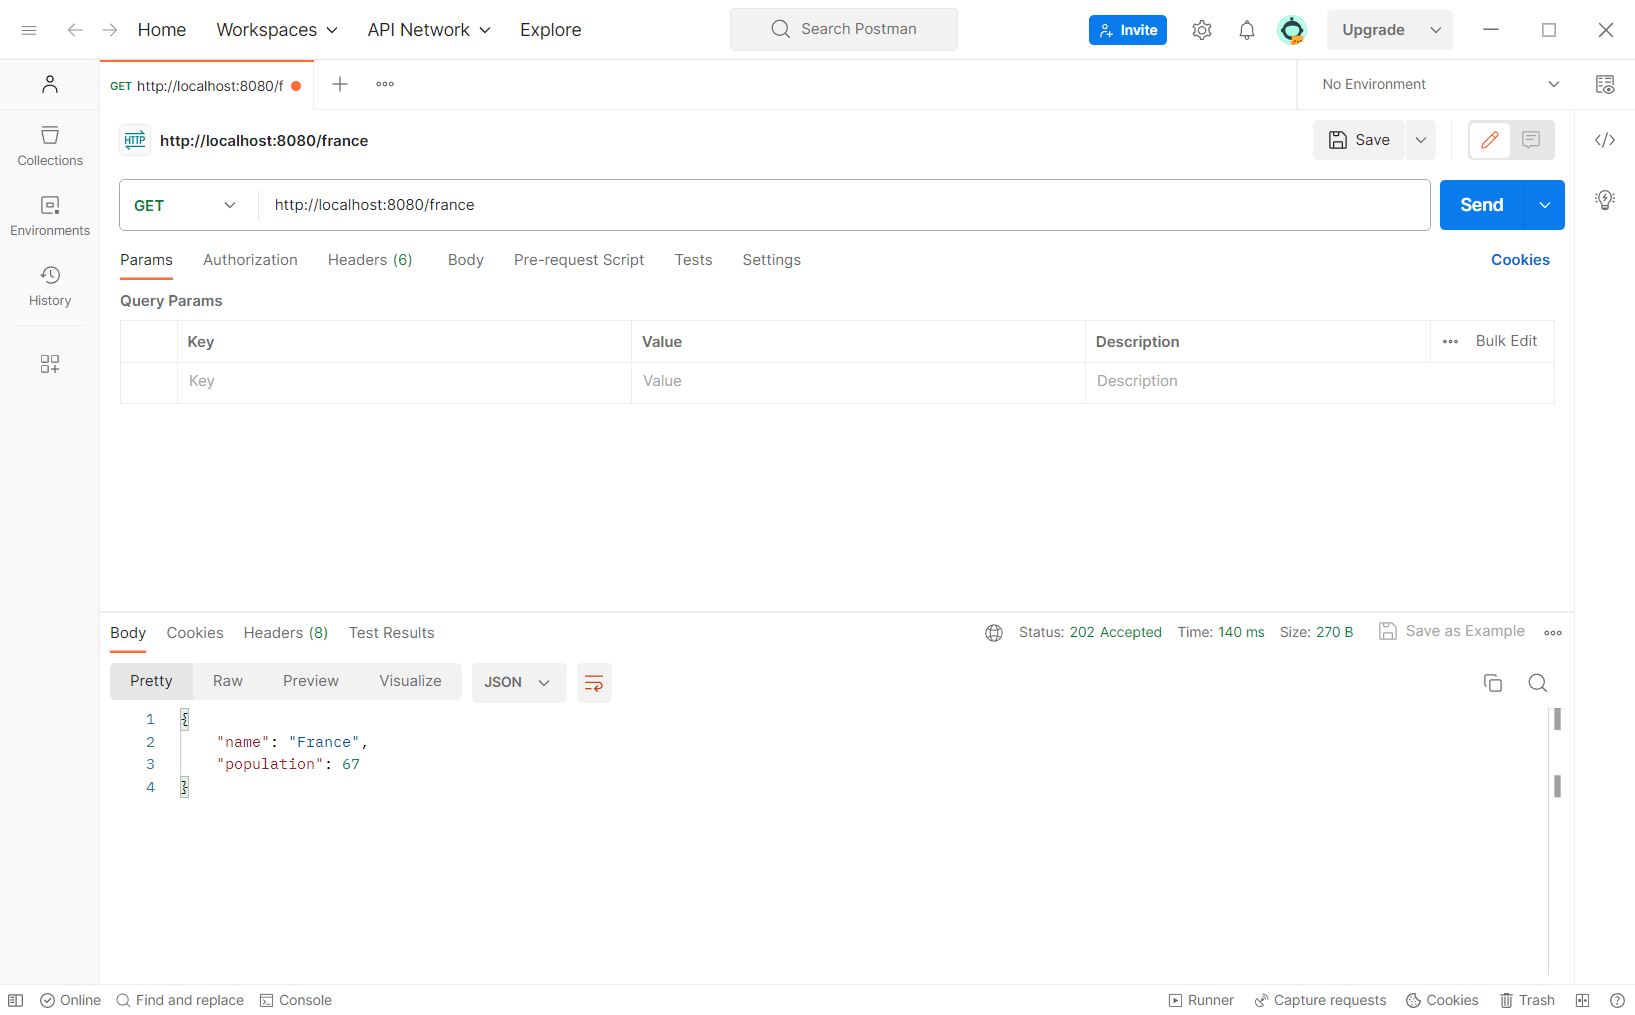 Home Workspaces API Network Explore Search Postman Invite Upgrade
GET http://localhost:8080/f No Environment
HTTP http://localhost:8080/france Save
Collections
Environments
History
GET http://localhost:8080/france Send
Params Authorization Headers (6) Body Pre-request Script Tests Settings Cookies
Query Params
Key Value Description Bulk Edit
Key Value Description
Body Cookies Headers (8) Test Results Status: 202 Accepted Time: 140 ms Size: 270 B Save as Example
Pretty Raw Preview Visualize JSON
1 {
2 "name": "France",
3 "population": 67
4 }
Online Find and replace Console Runner Capture requests Cookies Trash